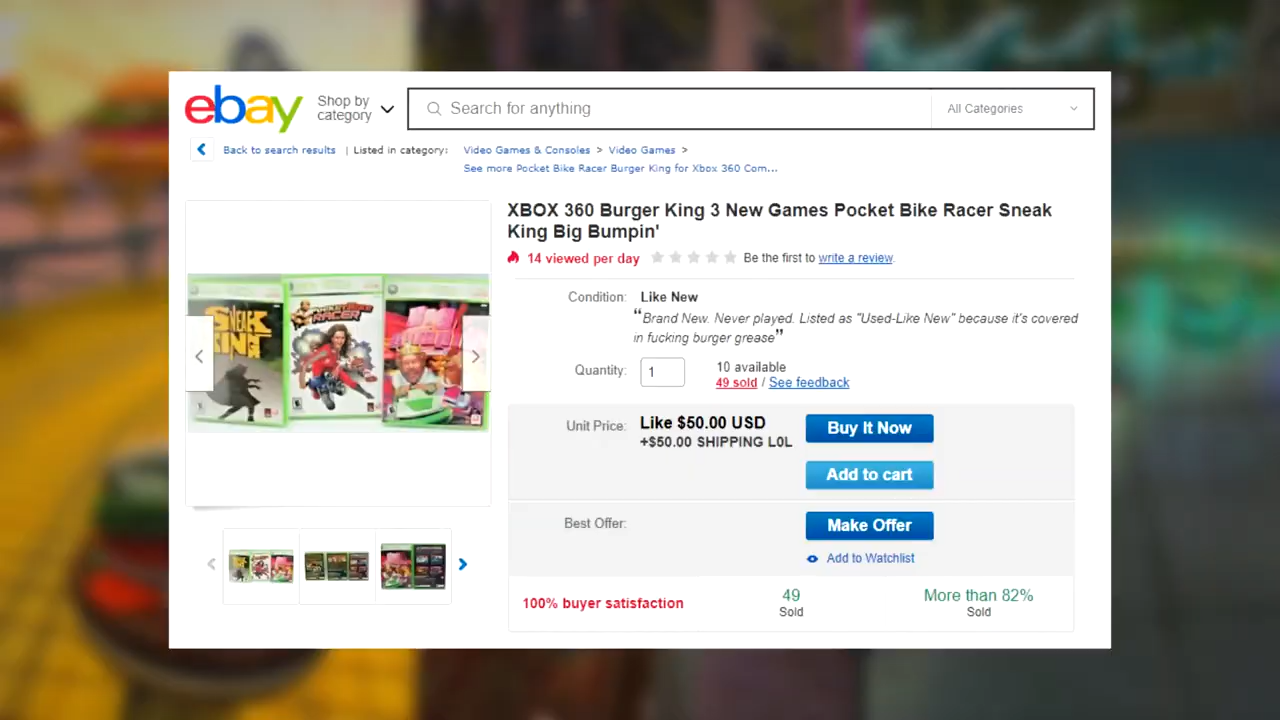 ebay
Shop by
category
Search for anything
All Categories
Back to search results | Listed in category:
Video Games & Consoles > Video Games >
See more Pocket Bike Racer Burger King for Xbox 360 Com...
XBOX 360 Burger King 3 New Games Pocket Bike Racer Sneak
King Big Bumpin'
14 viewed per day
Be the first to write a review.
SNEAK
KING
POCKETBIKE
RACER
Condition: Like New
"Brand New. Never played. Listed as "Used-Like New" because it's covered
in fucking burger grease"
Quantity: 1
10 available
49 sold / See feedback
Unit Price: Like $50.00 USD
+$50.00 SHIPPING L0L
Buy It Now
Add to cart
Best Offer:
Make Offer
Add to Watchlist
100% buyer satisfaction
49
Sold
More than 82%
Sold